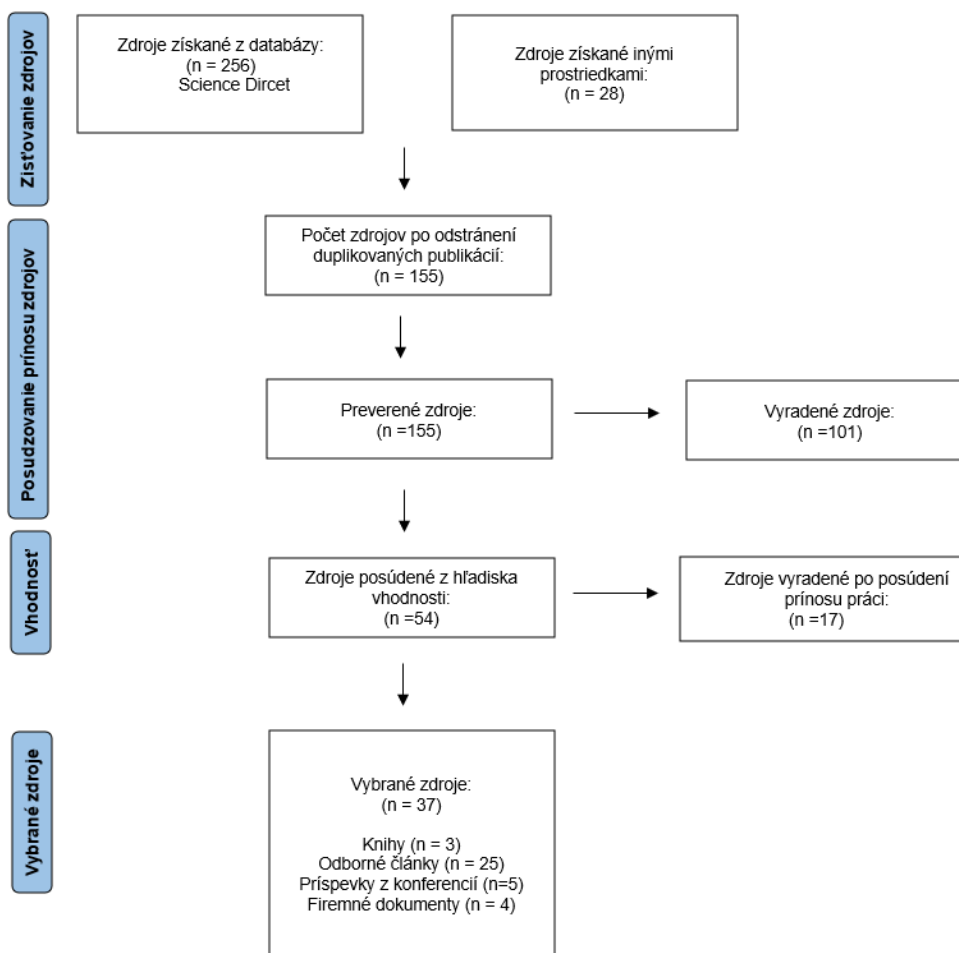 Zisťovanie zdrojov
Zdroje získané z databázy:
(n = 256)
Science Dircet
Zdroje získané inými
prostriedkami:
(n = 28)
Posudzovanie prínosu zdrojov
Počet zdrojov po odstránení
duplikovaných publikácií:
(n = 155)
Preverené zdroje:
(n =155)
Vyradené zdroje:
(n =101)
Vhodnosť
Zdroje posúdené z hľadiska
vhodnosti:
(n =54)
Zdroje vyradené po posúdení
prínosu práci:
(n =17)
Vybrané zdroje
Vybrané zdroje:
(n = 37)
Knihy (n = 3)
Odborné články (n = 25)
Príspevky z konferencií (n=5)
Firemné dokumenty (n = 4)